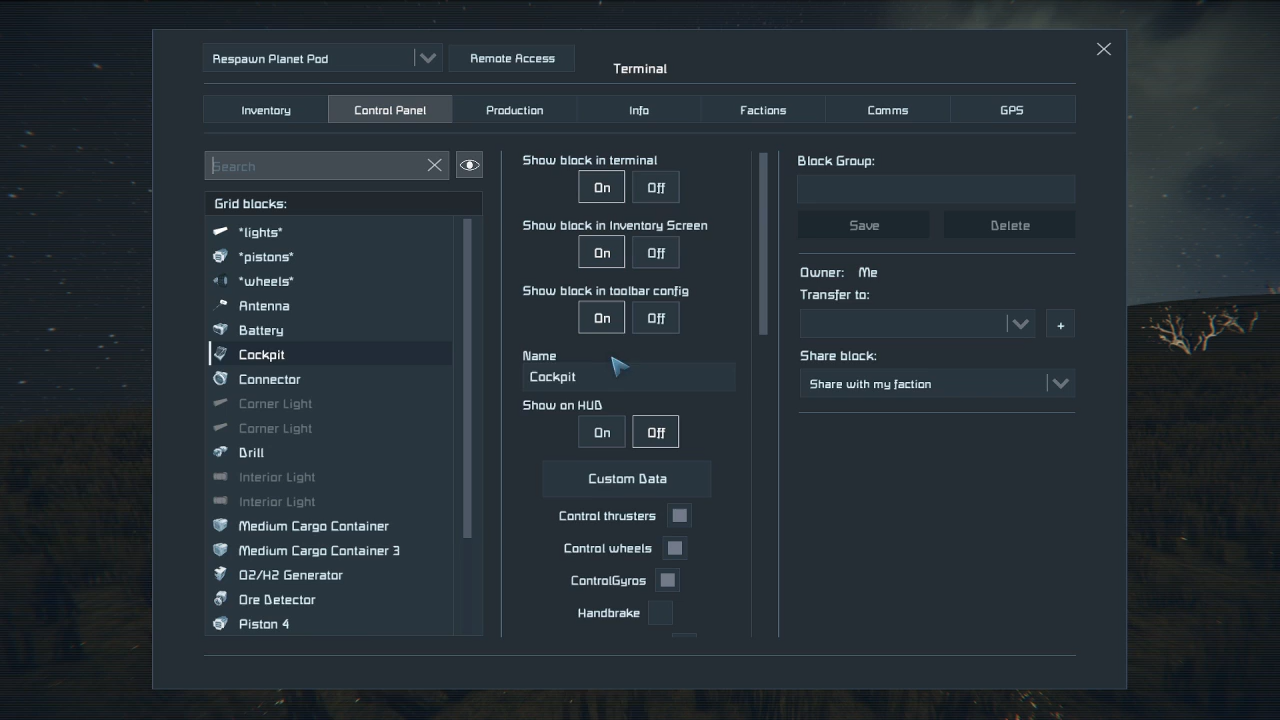 Respawn Planet Pod
Remote Access
Terminal
Inventory
Control Panel
Production
Info
Factions
Comms
GPS
Search
Grid blocks:
*lights*
*pistons*
*wheels*
Antenna
Battery
Cockpit
Connector
Corner Light
Corner Light
Drill
Interior Light
Interior Light
Medium Cargo Container
Medium Cargo Container 3
O2/H2 Generator
Ore Detector
Piston 4
Show block in terminal
On Off
Show block in Inventory Screen
On Off
Show block in toolbar config
On Off
Name
Cockpit
Show on HUD
On Off
Custom Data
Control thrusters
Control wheels
ControlGyros
Handbrake
Block Group:
Save
Delete
Owner: Me
Transfer to:
+
Share block:
Share with my faction